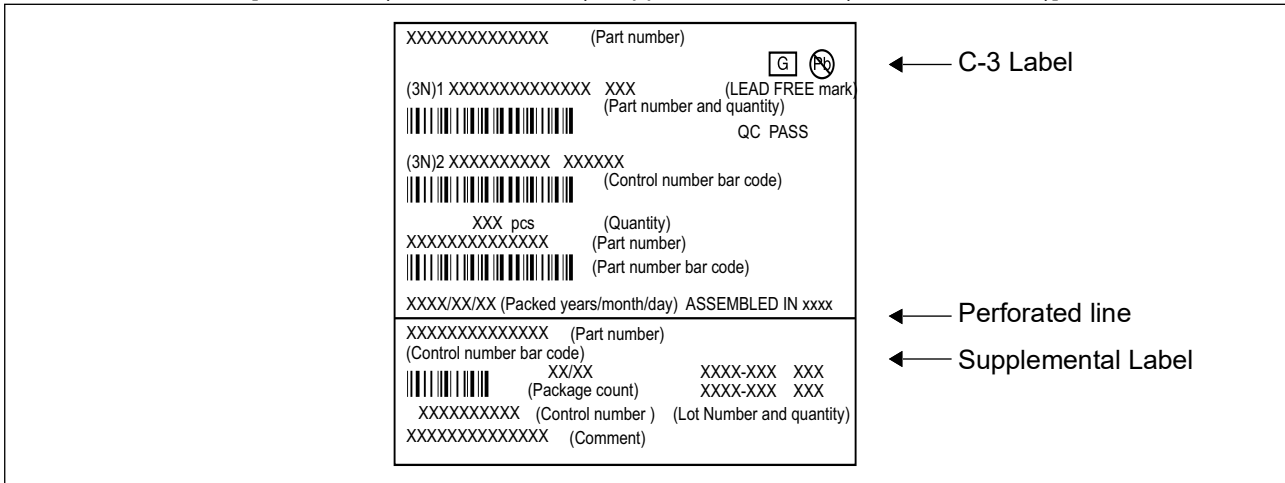 XXXXXXXXXXXXXX (Part number)
G Pb
C-3 Label
(3N)1 XXXXXXXXXXXXXX XXX (LEAD FREE mark)
(Part number and quantity)
QC PASS
(3N)2 XXXXXXXXXX XXXXXX
(Control number bar code)
XXX pcs (Quantity)
XXXXXXXXXXXXXX (Part number)
(Part number bar code)
XXXX/XX/XX (Packed years/month/day) ASSEMBLED IN xxxx
Perforated line
XXXXXXXXXXXXXX (Part number)
(Control number bar code)
Supplemental Label
XX/XX XXXX-XXX XXX
(Package count) XXXX-XXX XXX
XXXXXXXXXX (Control number ) (Lot Number and quantity)
XXXXXXXXXXXXXX (Comment)